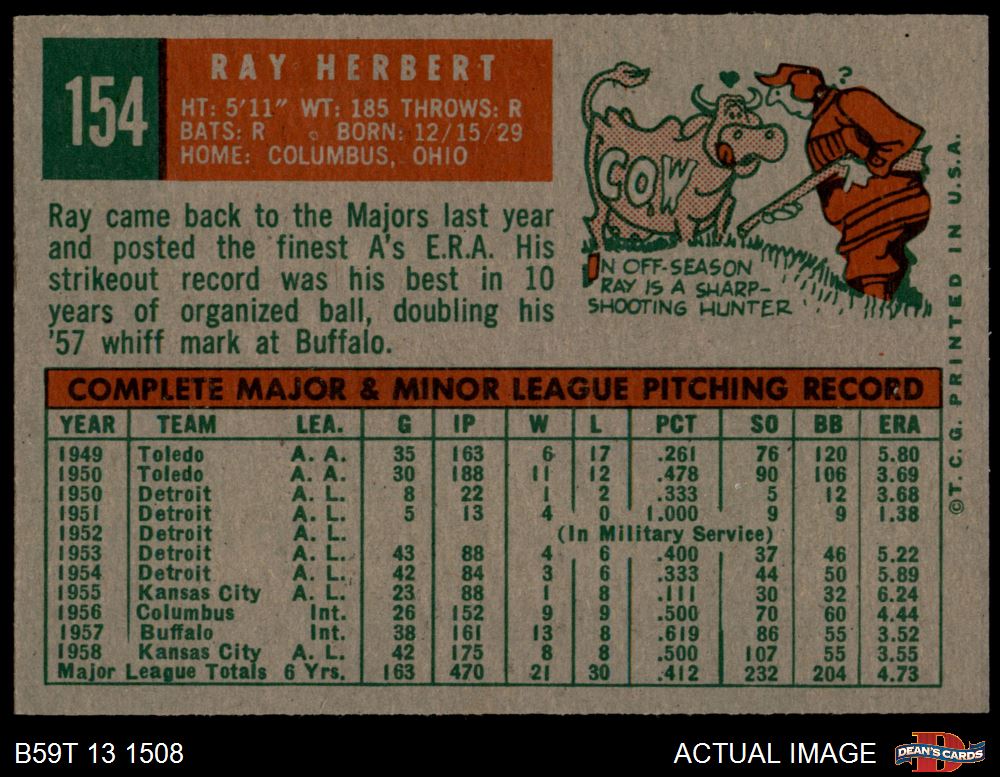 154
RAY HERBERT
HT: 5'11" WT: 185 THROWS: R
BATS: R BORN: 12/15/29
HOME: COLUMBUS, OHIO
Ray came back to the Majors last year
and posted the finest A's E.R.A. His
strikeout record was his best in 10
years of organized ball, doubling his
'57 whiff mark at Buffalo.
?
COW
IN OFF-SEASON
RAY IS A SHARP-
SHOOTING HUNTER
COMPLETE MAJOR & MINOR LEAGUE PITCHING RECORD
YEAR TEAM LEA. G IP W L PCT SO BB ERA
1949 Toledo A. A. 35 163 6 17 .261 76 120 5.80
1950 Toledo A. A. 30 188 11 12 .478 90 106 3.69
1950 Detroit A. L. 8 22 1 2 .333 5 12 3.68
1951 Detroit A. L. 5 13 4 0 1.000 9 9 1.38
1952 Detroit A. L. (In Military Service)
1953 Detroit A. L. 43 88 4 6 .400 37 46 5.22
1954 Detroit A. L. 42 84 3 6 .333 44 50 5.89
1955 Kansas City A. L. 23 88 1 8 .111 30 32 6.24
1956 Columbus Int. 26 152 9 9 .500 70 60 4.44
1957 Buffalo Int. 38 161 13 8 .619 86 55 3.52
1958 Kansas City A. L. 42 175 8 8 .500 107 55 3.55
Major League Totals 6 Yrs. 163 470 21 30 .412 232 204 4.73
©T.C.G. PRINTED IN U.S.A.
B59T 13 1508
ACTUAL IMAGE
DEAN'S CARDS